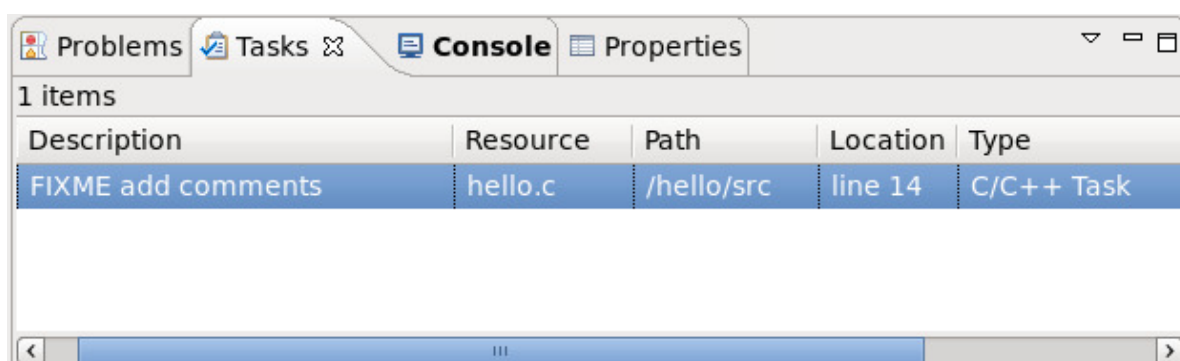 Problems Tasks Console Properties
1 items
Description Resource Path Location Type
FIXME add comments hello.c /hello/src line 14 C/C++ Task